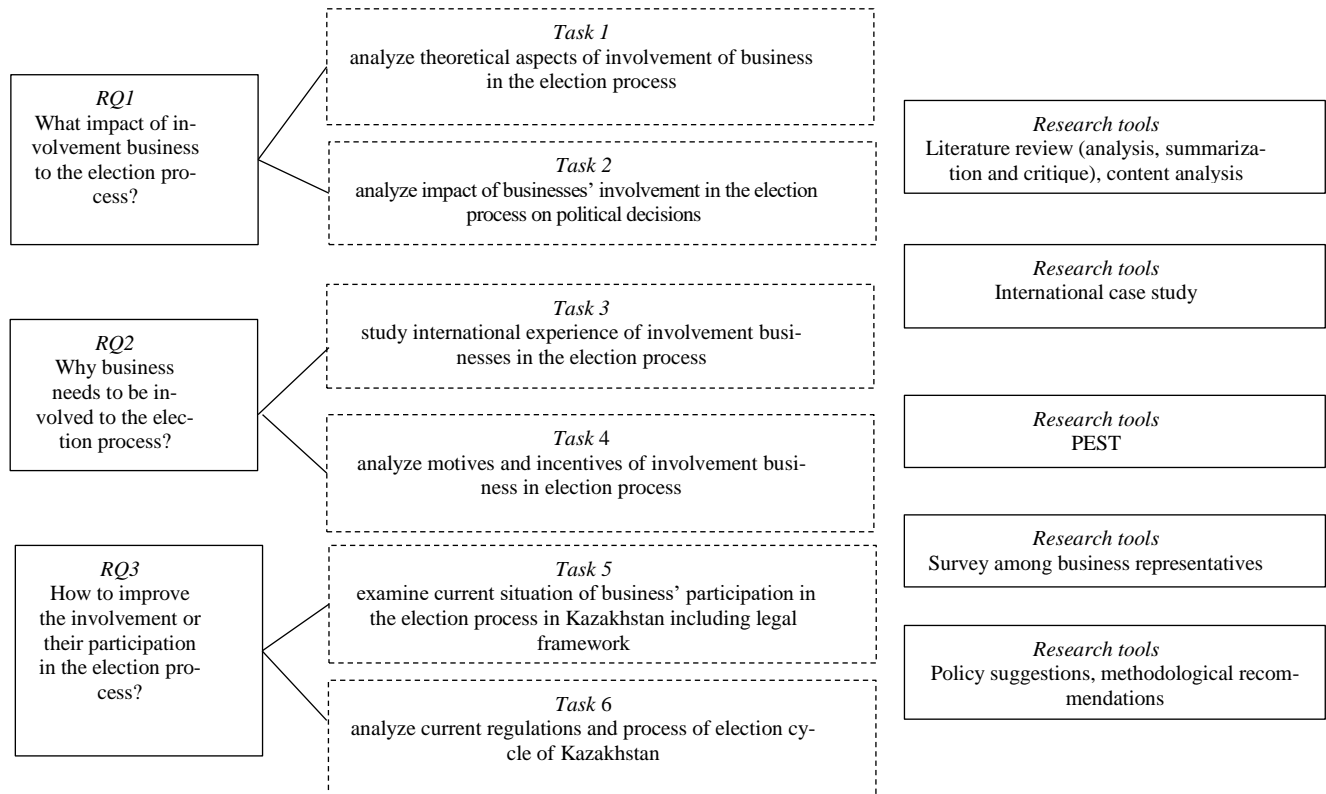 RQ1
What impact of in-
volvement business
to the election pro-
cess?
Task 1
analyze theoretical aspects of involvement of business
in the election process
Task 2
analyze impact of businesses’ involvement in the election
process on political decisions
RQ2
Why business
needs to be in-
volved to the elec-
tion process?
Task 3
study international experience of involvement busi-
nesses in the election process
Task 4
analyze motives and incentives of involvement busi-
ness in election process
RQ3
How to improve
the involvement or
their participation
in the election pro-
cess?
Task 5
examine current situation of business’ participation in
the election process in Kazakhstan including legal
framework
Task 6
analyze current regulations and process of election cy-
cle of Kazakhstan
Research tools
Literature review (analysis, summariza-
tion and critique), content analysis
Research tools
International case study
Research tools
PEST
Research tools
Survey among business representatives
Research tools
Policy suggestions, methodological recom-
mendations